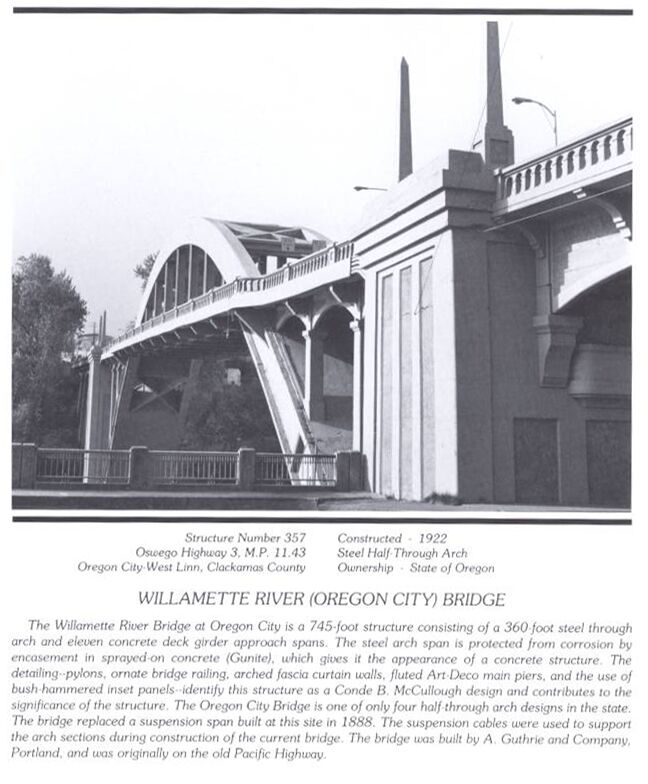 Structure Number 357
Oswego Highway 3, M.P. 11.43
Oregon City-West Linn, Clackamas County
Constructed - 1922
Steel Half-Through Arch
Ownership - State of Oregon
WILLAMETTE RIVER (OREGON CITY) BRIDGE
The Willamette River Bridge at Oregon City is a 745-foot structure consisting of a 360-foot steel through
arch and eleven concrete deck girder approach spans. The steel arch span is protected from corrosion by
encasement in sprayed-on concrete (Gunite), which gives it the appearance of a concrete structure. The
detailing--pylons, ornate bridge railing, arched fascia curtain walls, fluted Art-Deco main piers, and the use of
bush-hammered inset panels--identify this structure as a Conde B. McCullough design and contributes to the
significance of the structure. The Oregon City Bridge is one of only four half-through arch designs in the state.
The bridge replaced a suspension span built at this site in 1888. The suspension cables were used to support
the arch sections during construction of the current bridge. The bridge was built by A. Guthrie and Company,
Portland, and was originally on the old Pacific Highway.